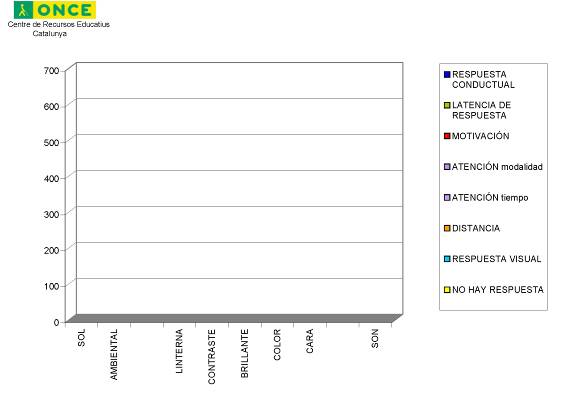 ONCE
Centre de Recursos Educatius
Catalunya
700
600
500
400
300
200
100
0
SOL
AMBIENTAL
LINTERNA
CONTRASTE
BRILLANTE
COLOR
CARA
SON
RESPUESTA
CONDUCTUAL
LATENCIA DE
RESPUESTA
MOTIVACIÓN
ATENCIÓN modalidad
ATENCIÓN tiempo
DISTANCIA
RESPUESTA VISUAL
NO HAY RESPUESTA